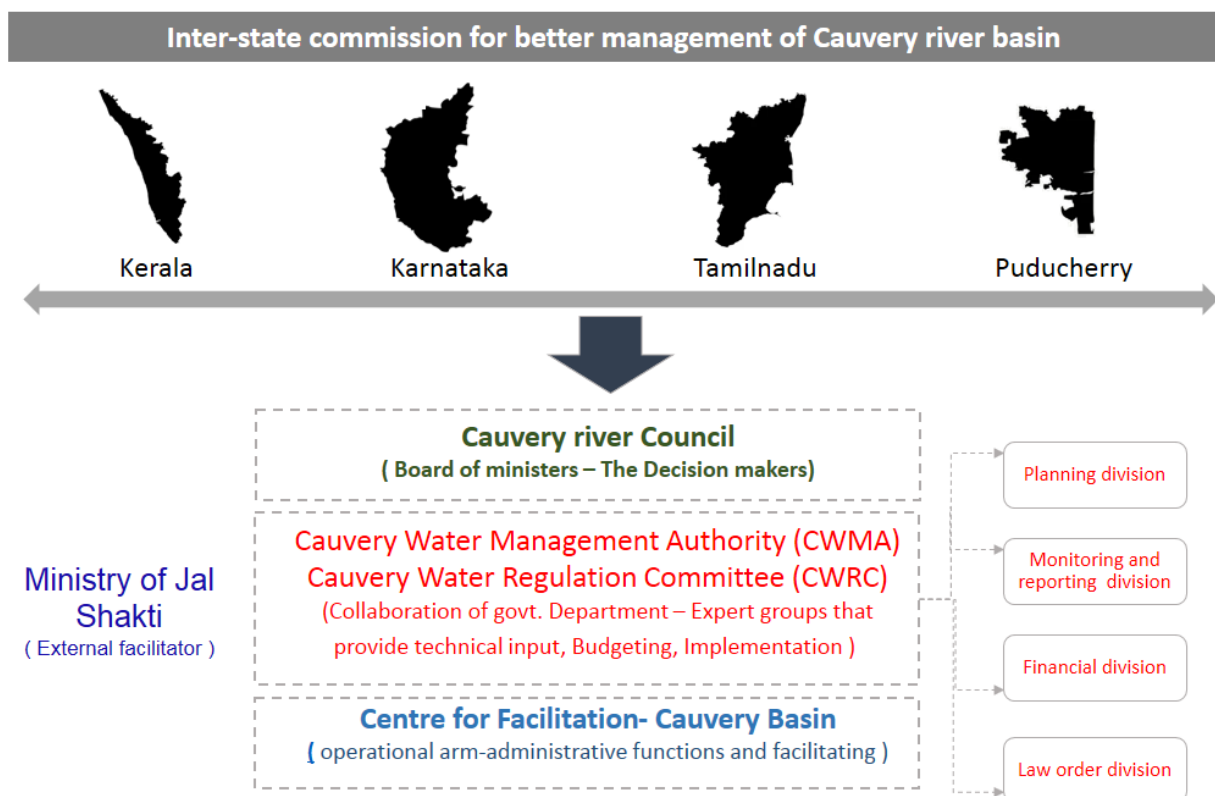 Inter-state commission for better management of Cauvery river basin
Kerala
Karnataka
Tamilnadu
Puducherry
Cauvery river Council
( Board of ministers – The Decision makers)
Cauvery Water Management Authority (CWMA)
Cauvery Water Regulation Committee (CWRC)
(Collaboration of govt. Department – Expert groups that
provide technical input, Budgeting, Implementation )
Centre for Facilitation- Cauvery Basin
( operational arm-administrative functions and facilitating )
Ministry of Jal
Shakti
( External facilitator )
Planning division
Monitoring and
reporting division
Financial division
Law order division